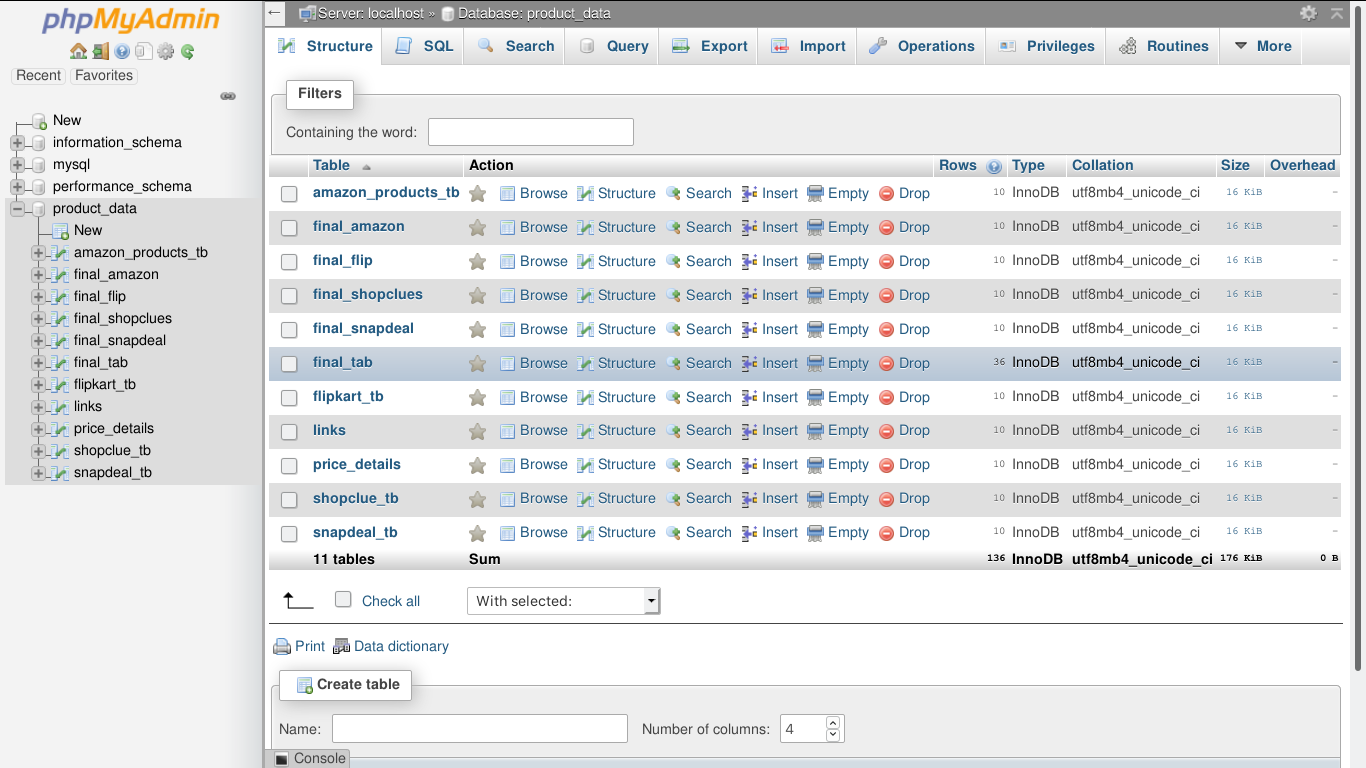 phpMyAdmin
Recent Favorites
New
information_schema
mysql
performance_schema
product_data
New
amazon_products_tb
final_amazon
final_flip
final_shopclues
final_snapdeal
final_tab
flipkart_tb
links
price_details
shopclue_tb
snapdeal_tb
Server: localhost » Database: product_data
Structure SQL Search Query Export Import Operations Privileges Routines More
Filters
Containing the word:
Table Action Rows Type Collation Size Overhead
amazon_products_tb Browse Structure Search Insert Empty Drop 10 InnoDB utf8mb4_unicode_ci 16 KiB -
final_amazon Browse Structure Search Insert Empty Drop 10 InnoDB utf8mb4_unicode_ci 16 KiB -
final_flip Browse Structure Search Insert Empty Drop 10 InnoDB utf8mb4_unicode_ci 16 KiB -
final_shopclues Browse Structure Search Insert Empty Drop 10 InnoDB utf8mb4_unicode_ci 16 KiB -
final_snapdeal Browse Structure Search Insert Empty Drop 10 InnoDB utf8mb4_unicode_ci 16 KiB -
final_tab Browse Structure Search Insert Empty Drop 36 InnoDB utf8mb4_unicode_ci 16 KiB -
flipkart_tb Browse Structure Search Insert Empty Drop 10 InnoDB utf8mb4_unicode_ci 16 KiB -
links Browse Structure Search Insert Empty Drop 10 InnoDB utf8mb4_unicode_ci 16 KiB -
price_details Browse Structure Search Insert Empty Drop 10 InnoDB utf8mb4_unicode_ci 16 KiB -
shopclue_tb Browse Structure Search Insert Empty Drop 10 InnoDB utf8mb4_unicode_ci 16 KiB -
snapdeal_tb Browse Structure Search Insert Empty Drop 10 InnoDB utf8mb4_unicode_ci 16 KiB -
11 tables Sum 136 InnoDB utf8mb4_unicode_ci 176 KiB 0 B
Check all With selected:
Print Data dictionary
Create table
Name: Number of columns: 4
Console